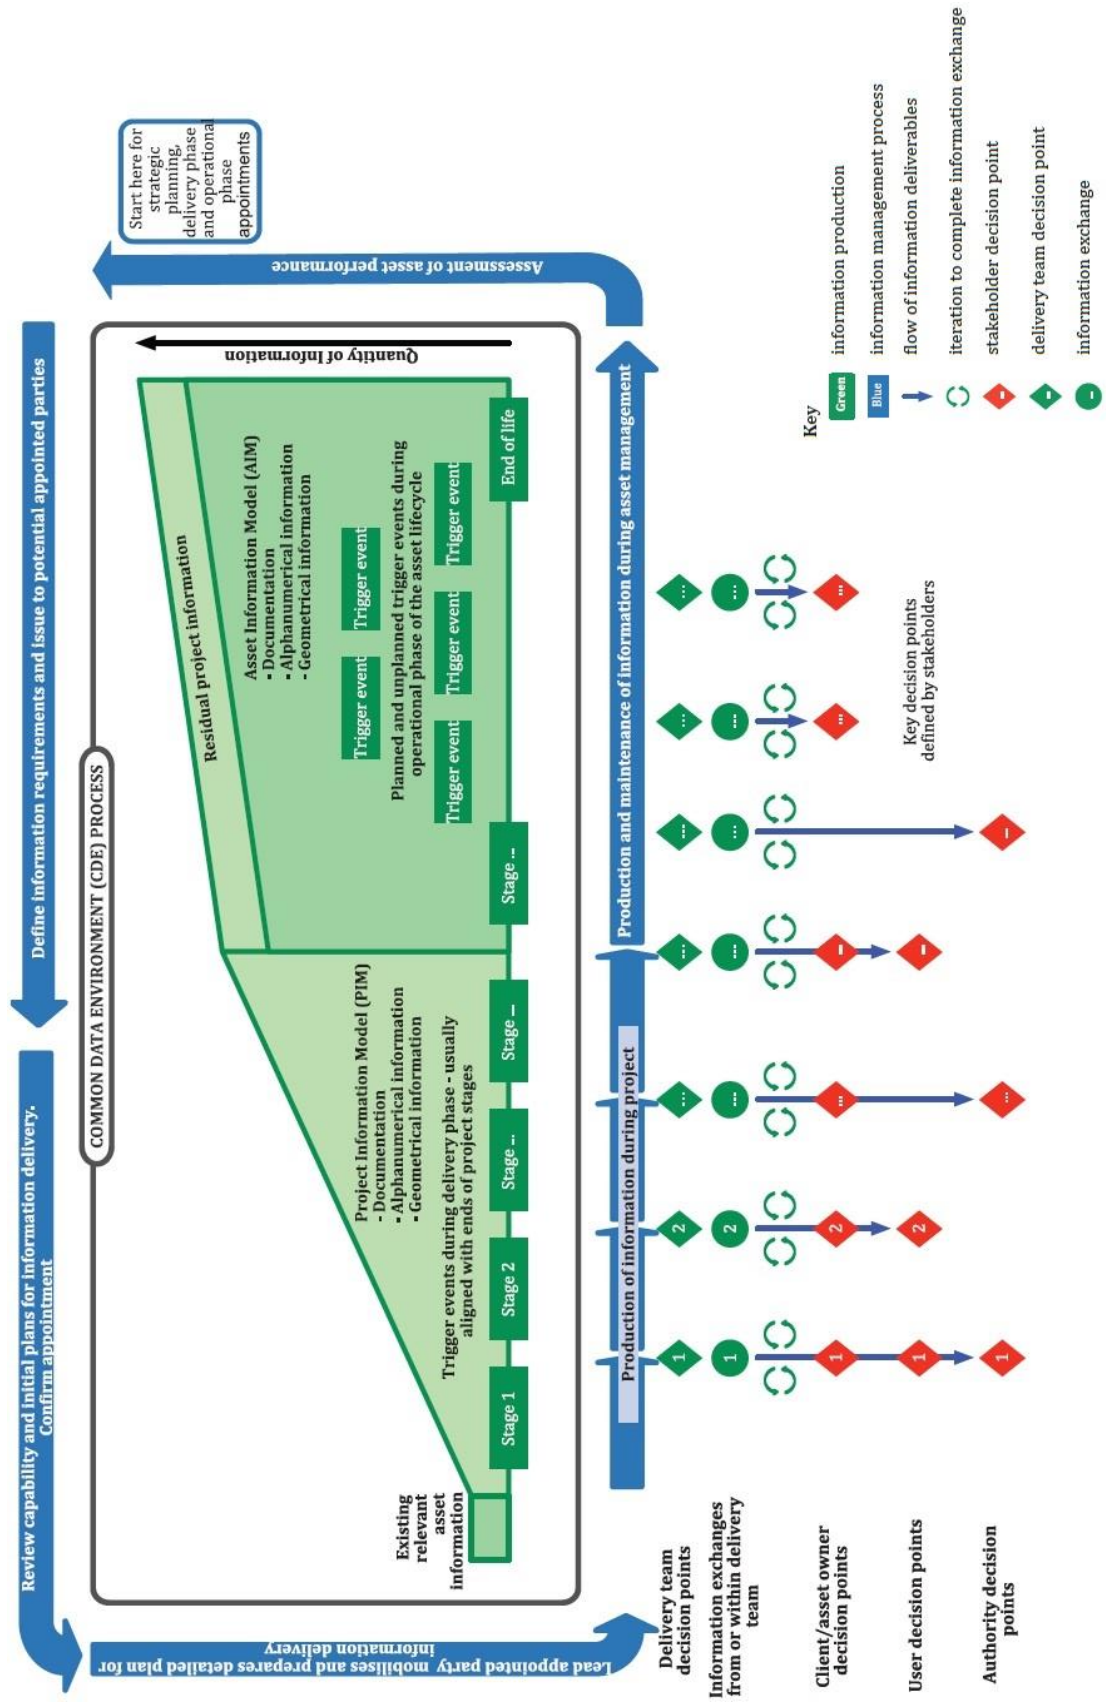 Start here for
strategic
planning,
delivery phase
and operational
phase
appointments
Define information requirements and issue to potential appointed parties
Review capability and initial plans for information delivery.
Confirm appointment
Lead appointed party mobilises and prepares detailed plan for
information delivery
Assessment of asset performance
COMMON DATA ENVIRONMENT (CDE) PROCESS
Quantity of Information
Residual project information
Existing
relevant
asset
information
Project Information Model (PIM)
- Documentation
- Alphanumerical information
- Geometrical information
Trigger events during delivery phase - usually
aligned with ends of project stages
Asset Information Model (AIM)
- Documentation
- Alphanumerical information
- Geometrical information
Trigger event
Trigger event
Planned and unplanned trigger events during
operational phase of the asset lifecycle
Trigger event
Trigger event
Trigger event
Stage 1
Stage 2
Stage ...
Stage ...
Stage ...
End of life
Production of information during project
Production and maintenance of information during asset management
Delivery team
decision points
1
2
...
...
...
...
...
Information exchanges
from or within delivery
team
1
2
...
...
...
...
...
Client/asset owner
decision points
1
2
...
...
...
...
User decision points
1
2
...
Key decision points
defined by stakeholders
Authority decision
points
1
...
...
Key
Green
information production
Blue
information management process
flow of information deliverables
iteration to complete information exchange
stakeholder decision point
delivery team decision point
information exchange